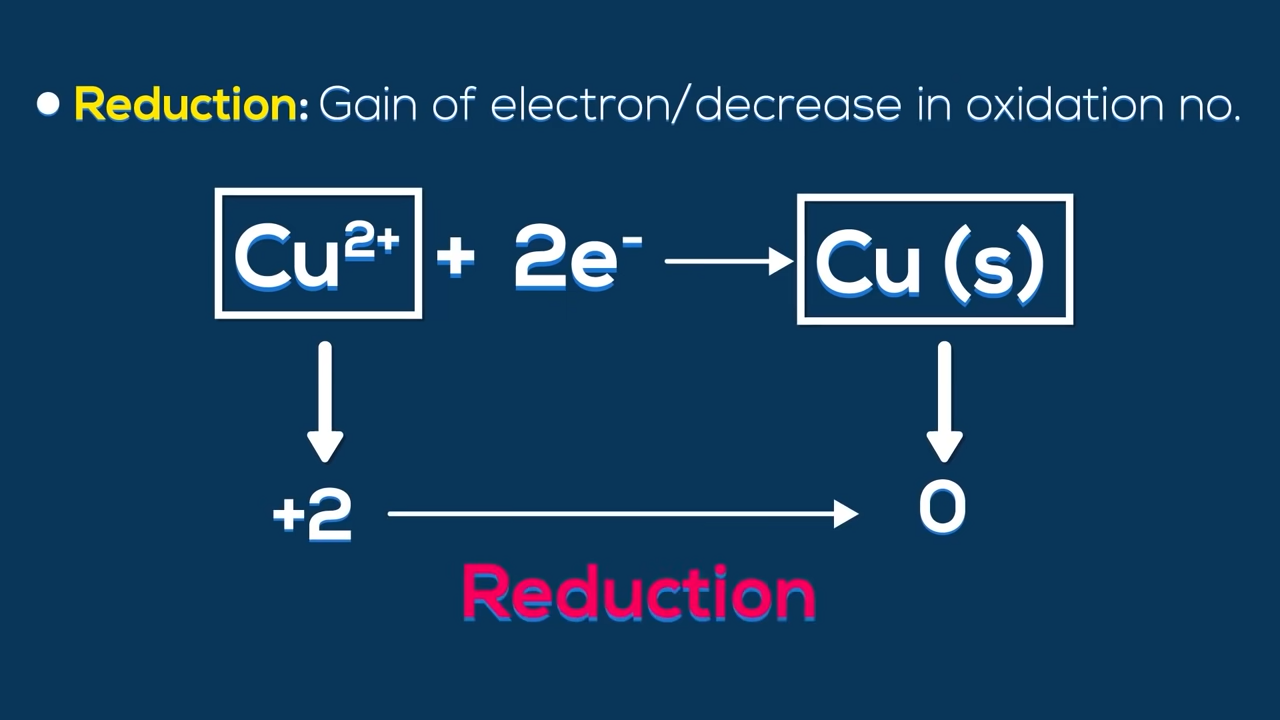 • Reduction: Gain of electron/decrease in oxidation no.
Cu²⁺ + 2e⁻ → Cu (s)
+2 → 0
Reduction